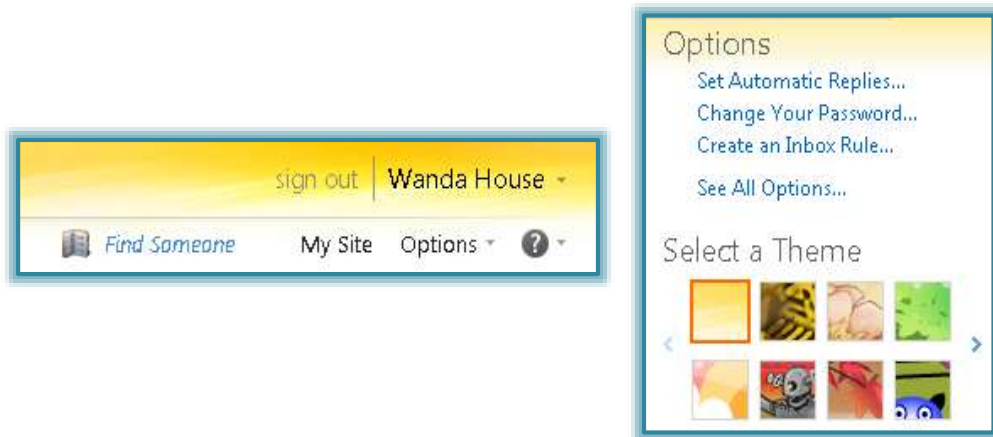 sign out Wanda House
Find Someone My Site Options ?
Options
Set Automatic Replies...
Change Your Password...
Create an Inbox Rule...
See All Options...
Select a Theme